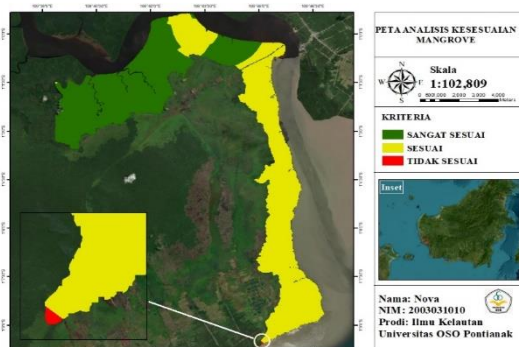 PETA ANALISIS KESESUAIAN
MANGROVE
N
W
S
Skala
1:102,809
KRITERIA
SANGAT SESUAI
SESUAI
TIDAK SESUAI
Inset
Nama: Nova
NIM: 2003031010
Prodi: Ilmu Kelautan
Universitas OSO Pontianak